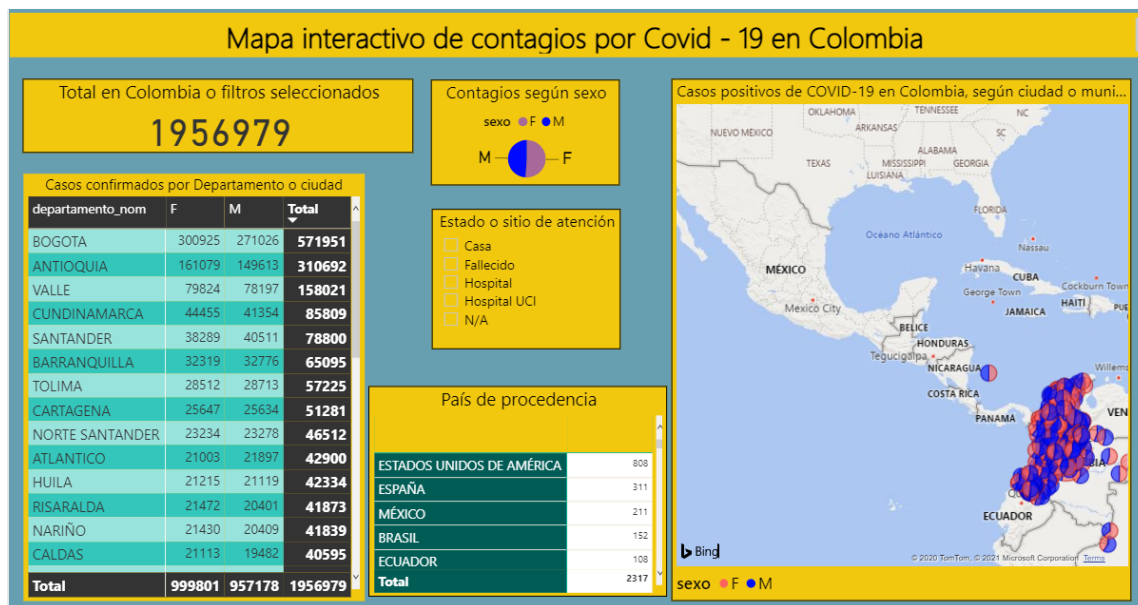 Mapa interactivo de contagios por Covid - 19 en Colombia
Total en Colombia o filtros seleccionados
1956979
Casos confirmados por Departamento o ciudad
departamento_nom F M Total
BOGOTA 300925 271026 571951
ANTIOQUIA 161079 149613 310692
VALLE 79824 78197 158021
CUNDINAMARCA 44455 41354 85809
SANTANDER 38289 40511 78800
BARRANQUILLA 32319 32776 65095
TOLIMA 28512 28713 57225
CARTAGENA 25647 25634 51281
NORTE SANTANDER 23234 23278 46512
ATLANTICO 21003 21897 42900
HUILA 21215 21119 42334
RISARALDA 21472 20401 41873
NARIÑO 21430 20409 41839
CALDAS 21113 19482 40595
Total 999801 957178 1956979
Contagios según sexo
sexo F M
M F
Estado o sitio de atención
Casa
Fallecido
Hospital
Hospital UCI
N/A
País de procedencia
ESTADOS UNIDOS DE AMÉRICA 808
ESPAÑA 311
MÉXICO 211
BRASIL 152
ECUADOR 108
Total 2317
Casos positivos de COVID-19 en Colombia, según ciudad o muni...
OKLAHOMA TENNESSEE NC
NUEVO MÉXICO ARKANSAS SC
ALABAMA
TEXAS MISSISSIPPI GEORGIA
LUISIANA
FLORIDA
Océano Atlántico
Nassau
MÉXICO Havana CUBA
George Town Cockburn Town
Mexico City JAMAICA HAITI PUE
BELICE
HONDURAS
Tegucigalpa
NICARAGUA Willems
COSTA RICA
PANAMA VEN
BIA
Qu
ECUADOR
Bing
© 2020 TomTom, © 2021 Microsoft Corporation Terms
sexo F M